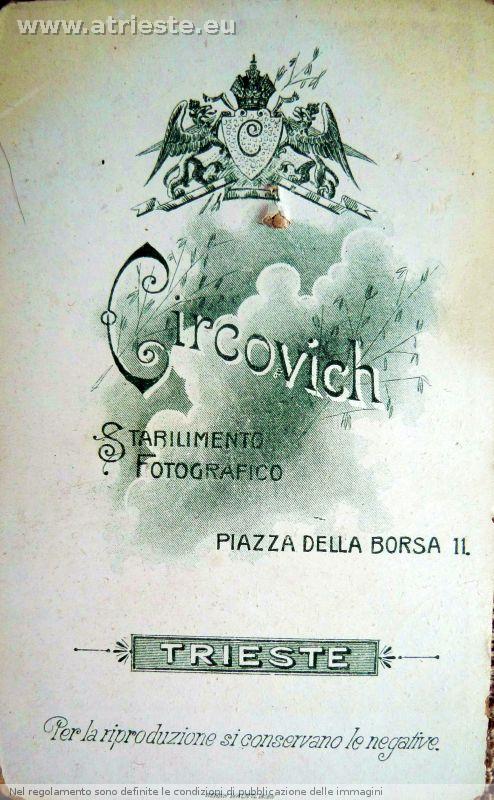 www.atrieste.eu
C
Circovich
STARILIMENTO
FOTOGRAFICO
PIAZZA DELLA BORSA 11.
TRIESTE
Per la riproduzione si conservano le negative.
Nel regolamento sono definite le condizioni di pubblicazione delle immagini